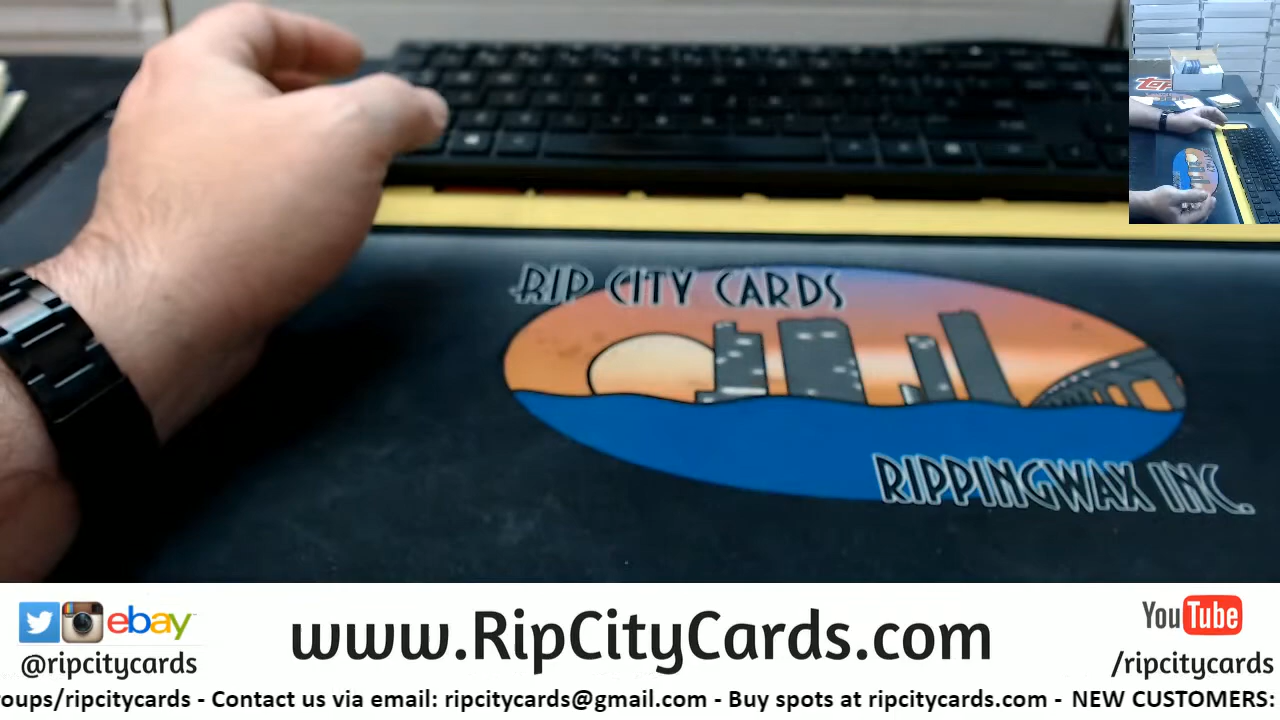 RIP CITY CARDS
RIPPINGWAX INC.
ebay
@ripcitycards
www.RipCityCards.com
YouTube
/ripcitycards
roups/ripcitycards - Contact us via email: ripcitycards@gmail.com - Buy spots at ripcitycards.com - NEW CUSTOMERS: